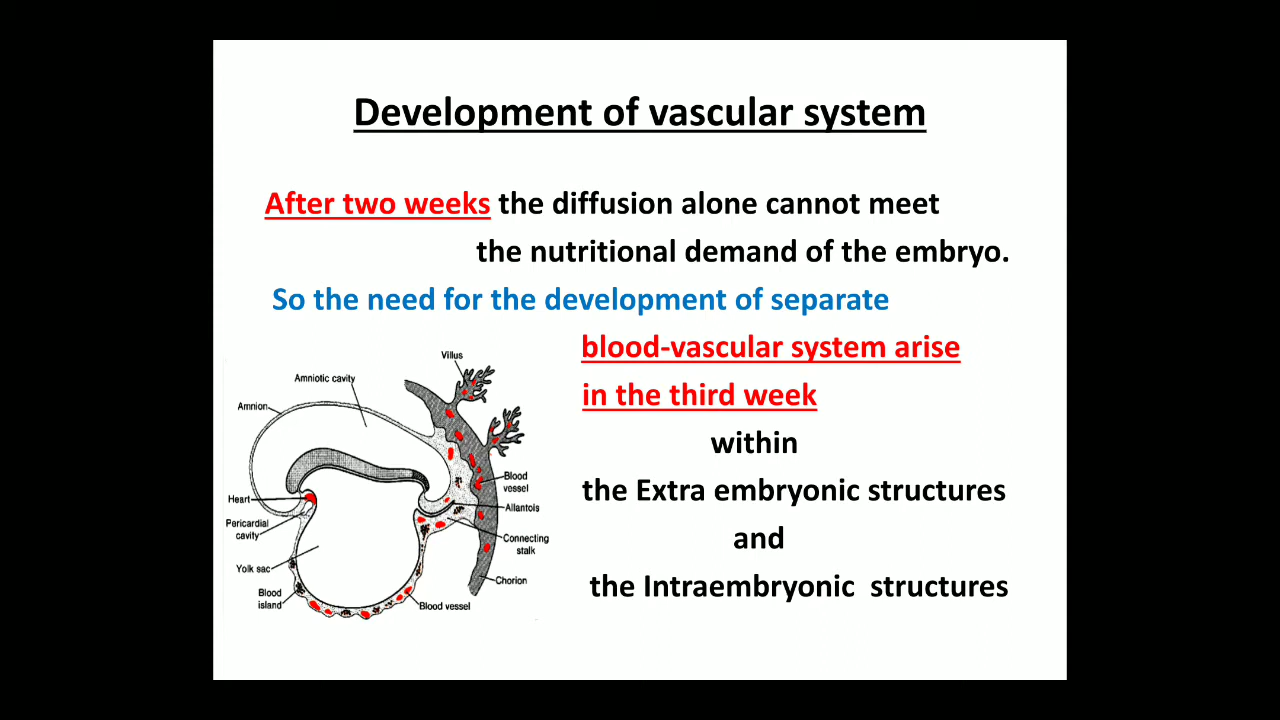 Development of vascular system
After two weeks the diffusion alone cannot meet
the nutritional demand of the embryo.
So the need for the development of separate
blood-vascular system arise
in the third week
within
the Extra embryonic structures
and
the Intraembryonic structures
Villus
Amniotic cavity
Amnion
Heart
Pericardial
cavity
Yolk sac
Blood
island
Blood
vessel
Allantois
Connecting
stalk
Chorion
Blood vessel